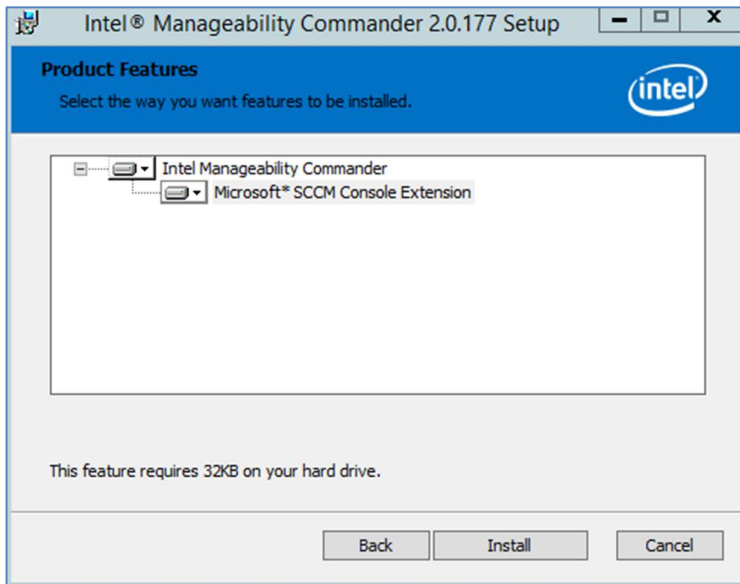 Intel® Manageability Commander 2.0.177 Setup
Product Features
Select the way you want features to be installed.
intel
Intel Manageability Commander
Microsoft* SCCM Console Extension
This feature requires 32KB on your hard drive.
Back Install Cancel